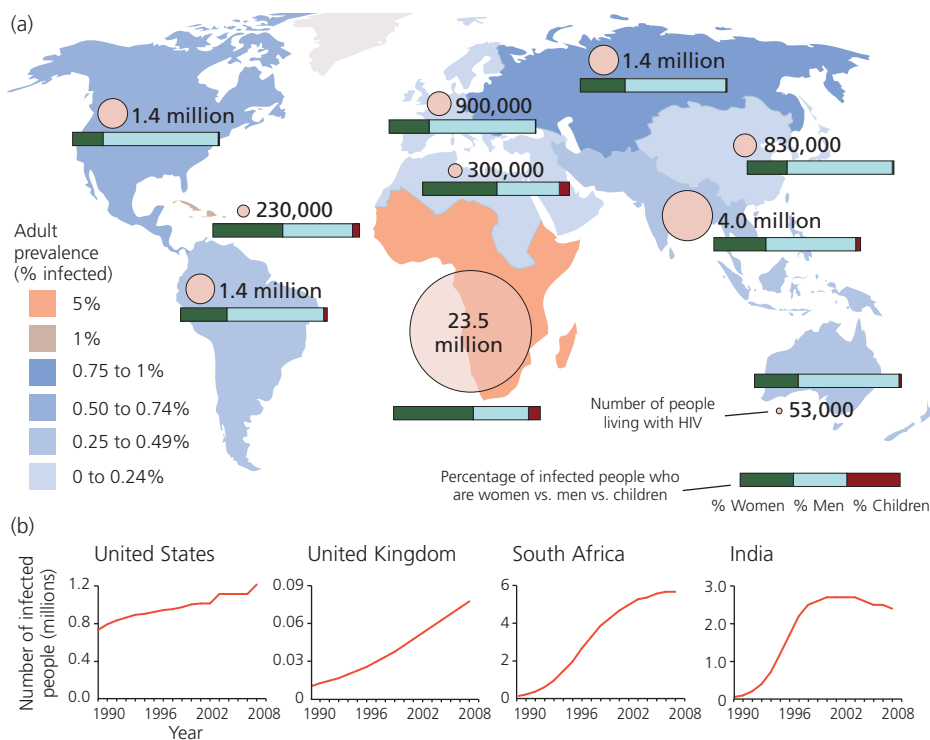 (a)
1.4 million
1.4 million
900,000
830,000
300,000
230,000
4.0 million
Adult
prevalence
(% infected)
5%
1%
0.75 to 1%
0.50 to 0.74%
0.25 to 0.49%
0 to 0.24%
1.4 million
23.5
million
Number of people
living with HIV
53,000
Percentage of infected people who
are women vs. men vs. children
% Women % Men % Children
(b)
United States
United Kingdom
South Africa
India
Number of infected
people (millions)
1.2
0.8
0.4
0.0
1990 1996 2002 2008
Year
0.09
0.06
0.03
0
1990 1996 2002 2008
6
4
2
0
1990 1996 2002 2008
3.0
2.0
1.0
0
1990 1996 2002 2008